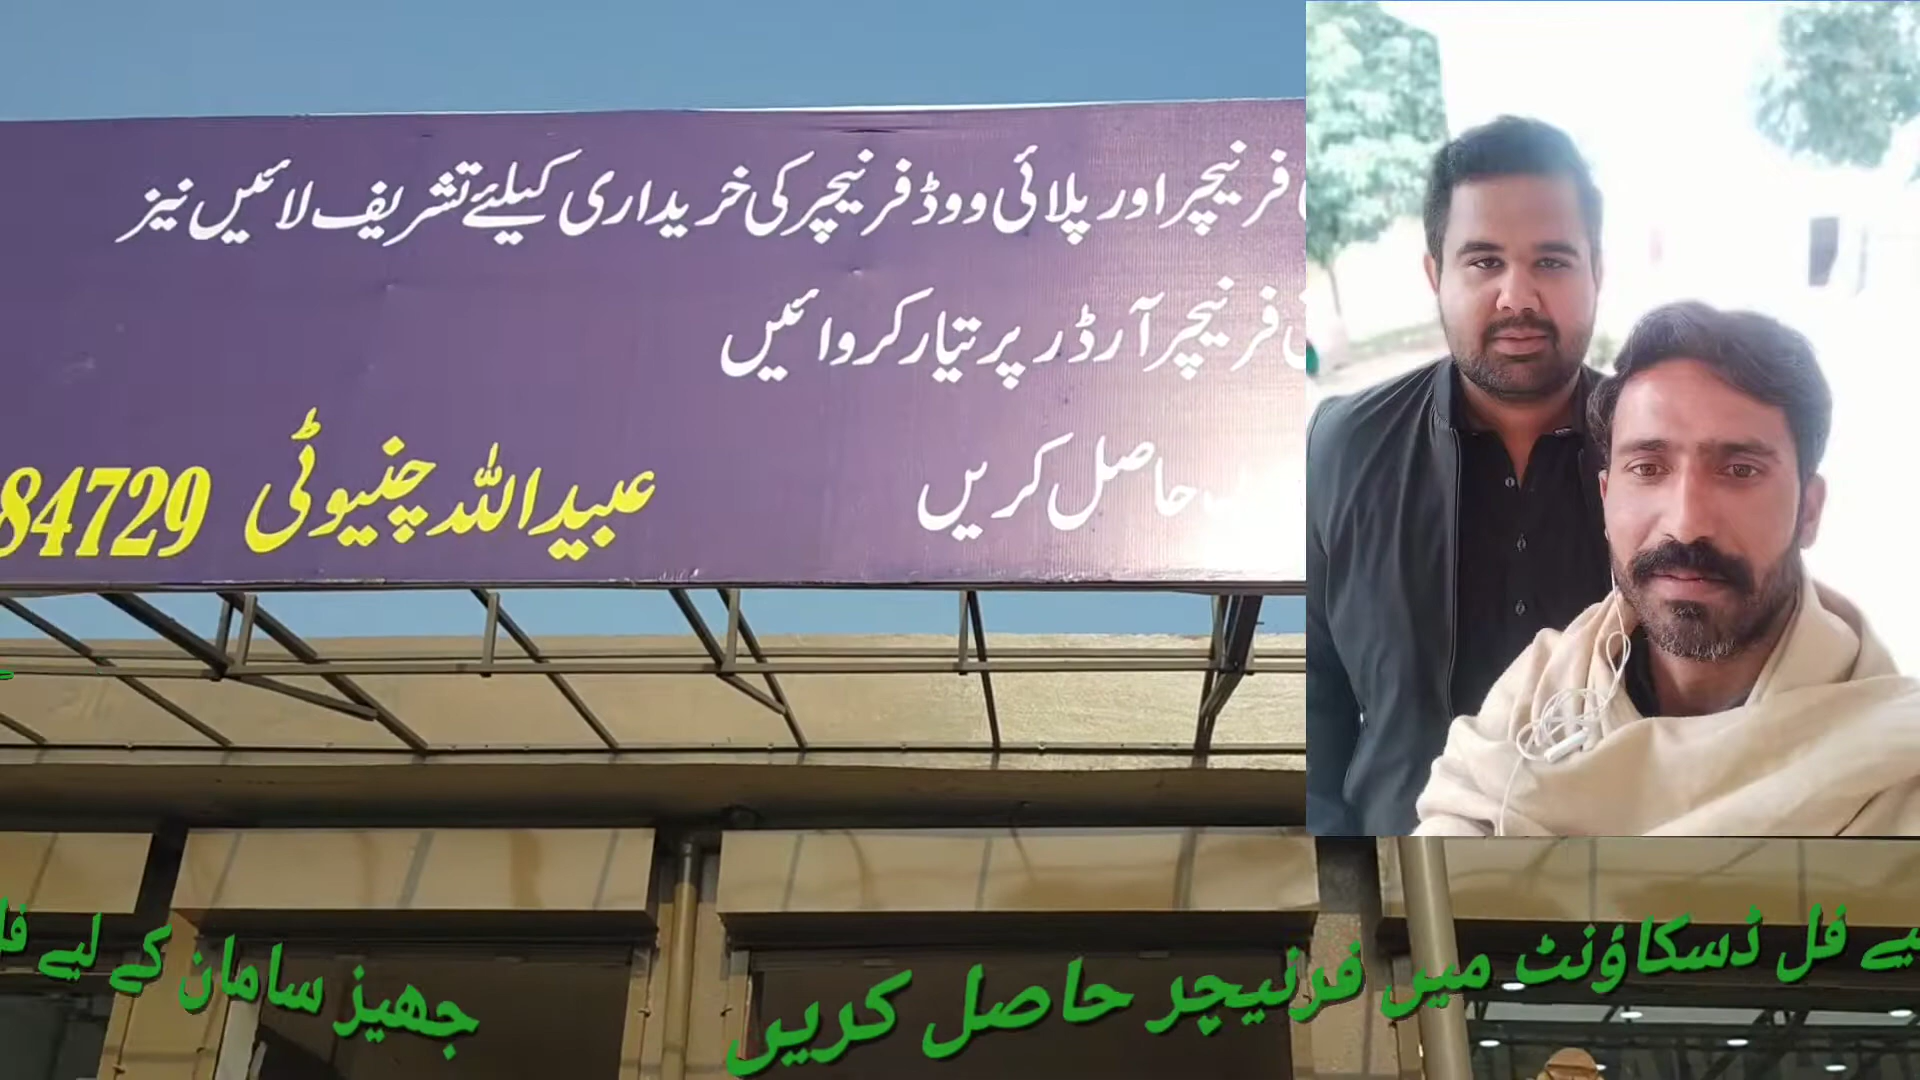 فرنیچر اور پلائی ووڈ فرنیچر کی خریداری کیلئے تشریف لائیں نیز
فرنیچر آرڈر پر تیار کروائیں
حاصل کریں
عبیداللہ چنیوٹی 84729
فل ڈسکاؤنٹ میں فرنیچر حاصل کریں
جھیز سامان کے لیے